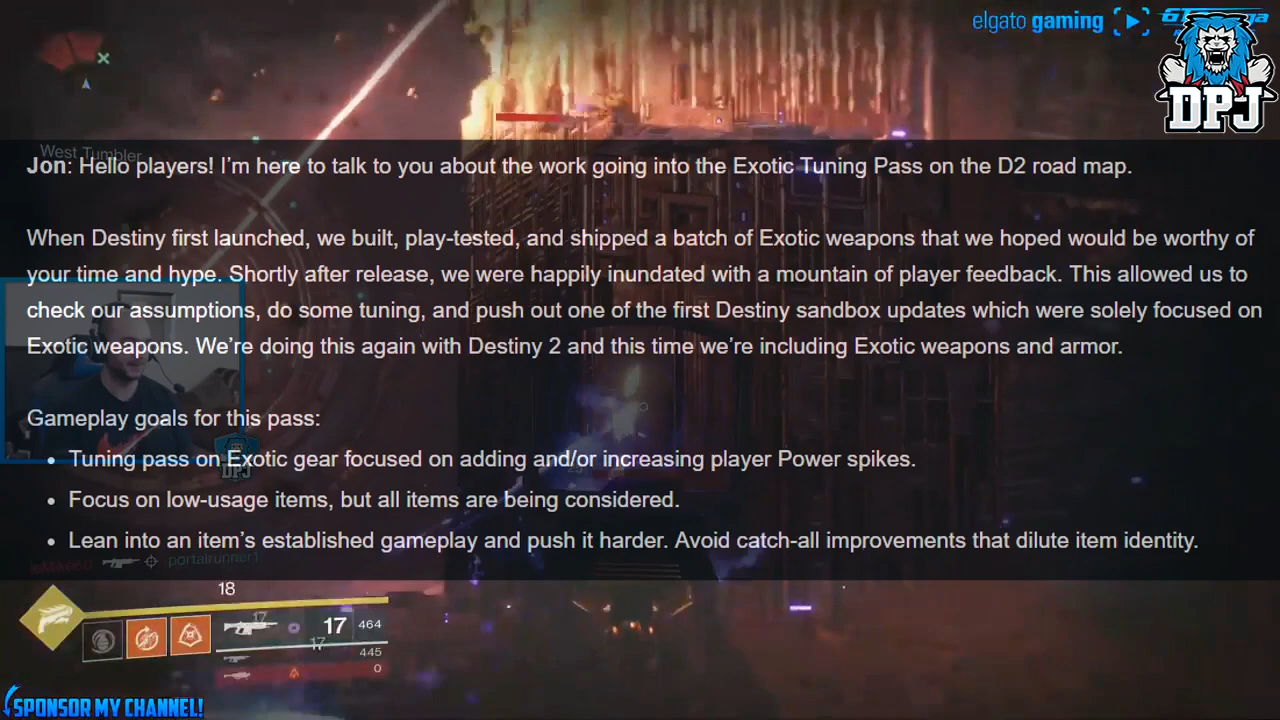 elgato gaming
DPJ
West Tumbler
Jon: Hello players! I'm here to talk to you about the work going into the Exotic Tuning Pass on the D2 road map.
When Destiny first launched, we built, play-tested, and shipped a batch of Exotic weapons that we hoped would be worthy of
your time and hype. Shortly after release, we were happily inundated with a mountain of player feedback. This allowed us to
check our assumptions, do some tuning, and push out one of the first Destiny sandbox updates which were solely focused on
Exotic weapons. We're doing this again with Destiny 2 and this time we're including Exotic weapons and armor.
Gameplay goals for this pass:
DPJ
• Tuning pass on Exotic gear focused on adding and/or increasing player Power spikes.
• Focus on low-usage items, but all items are being considered.
• Lean into an item's established gameplay and push it harder. Avoid catch-all improvements that dilute item identity.
portalrunner1
18
17 17 464
17 445
0
SPONSOR MY CHANNEL!